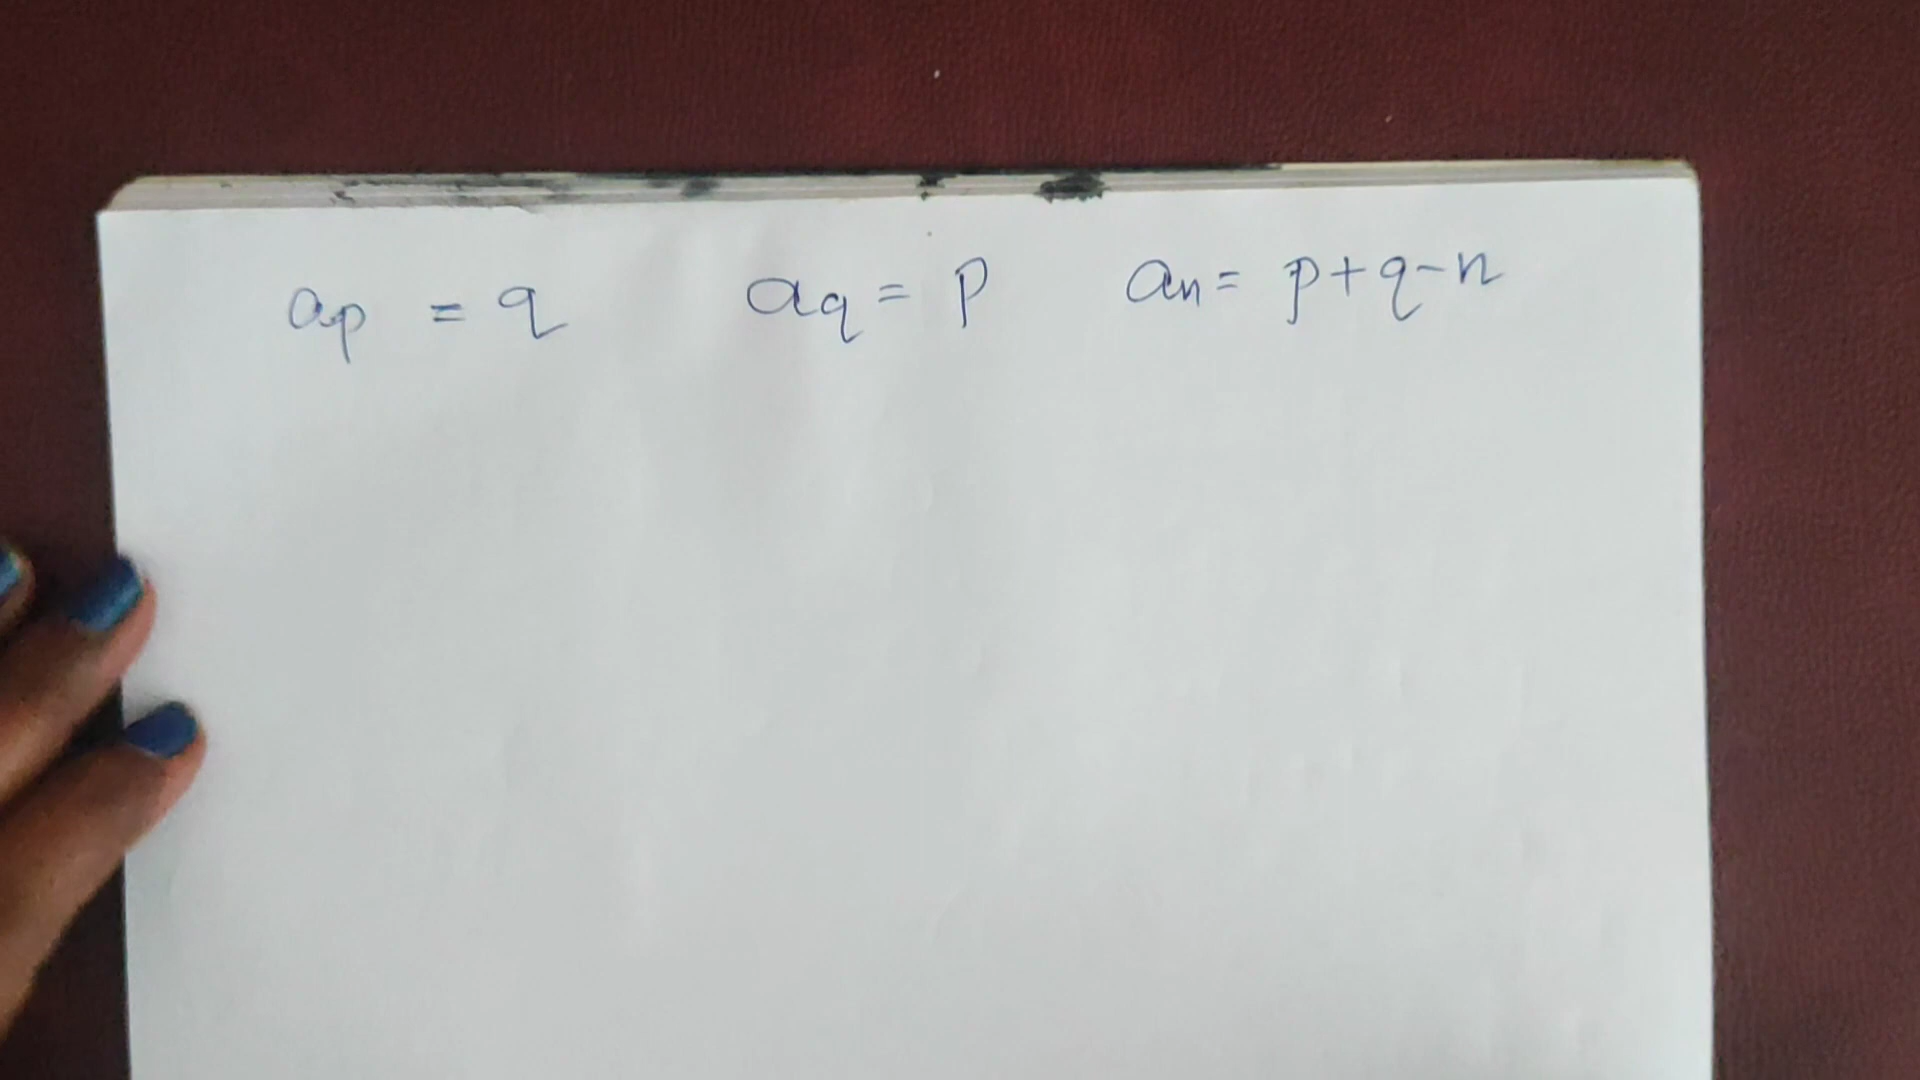 ap = q aq = p an = p+q-n